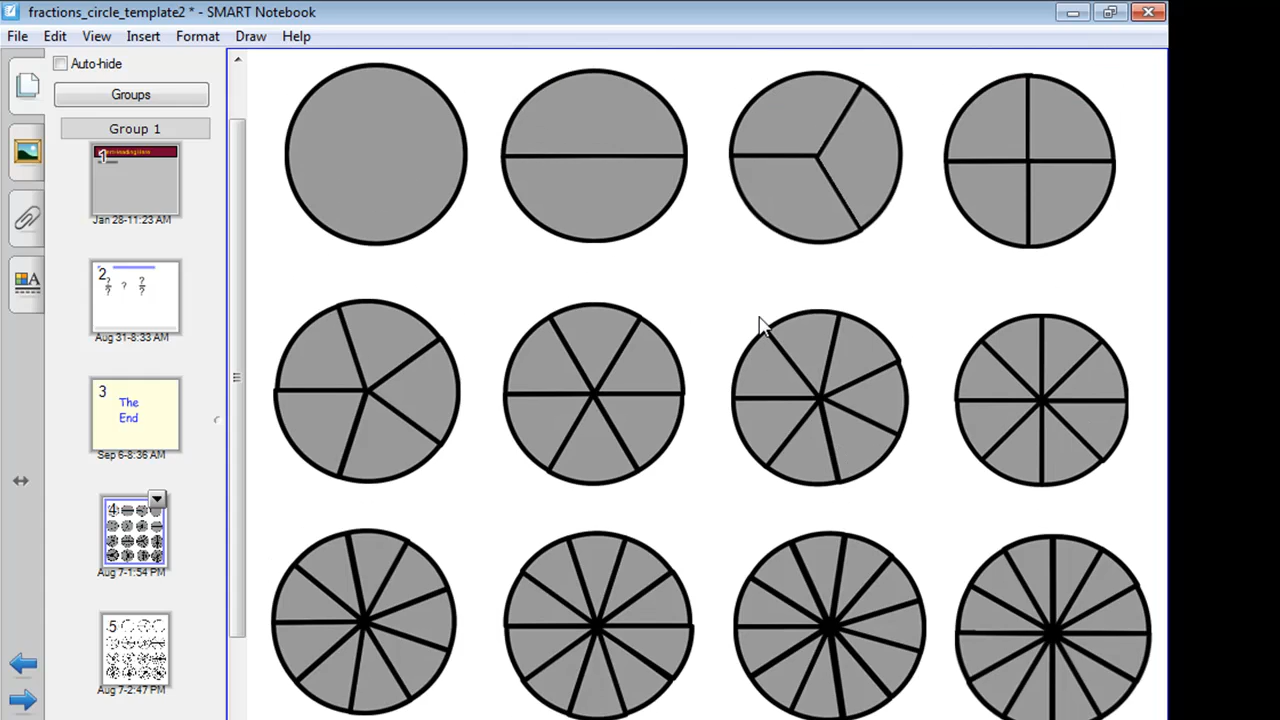 fractions_circle_template2 * - SMART Notebook
File Edit View Insert Format Draw Help
Auto-hide
Groups
Group 1
1
Jan 28-11:23 AM
2
? ? ?
? ?
Aug 31-8:33 AM
3
The
End
Sep 6-8:36 AM
4
Aug 7-1:54 PM
5
Aug 7-2:47 PM